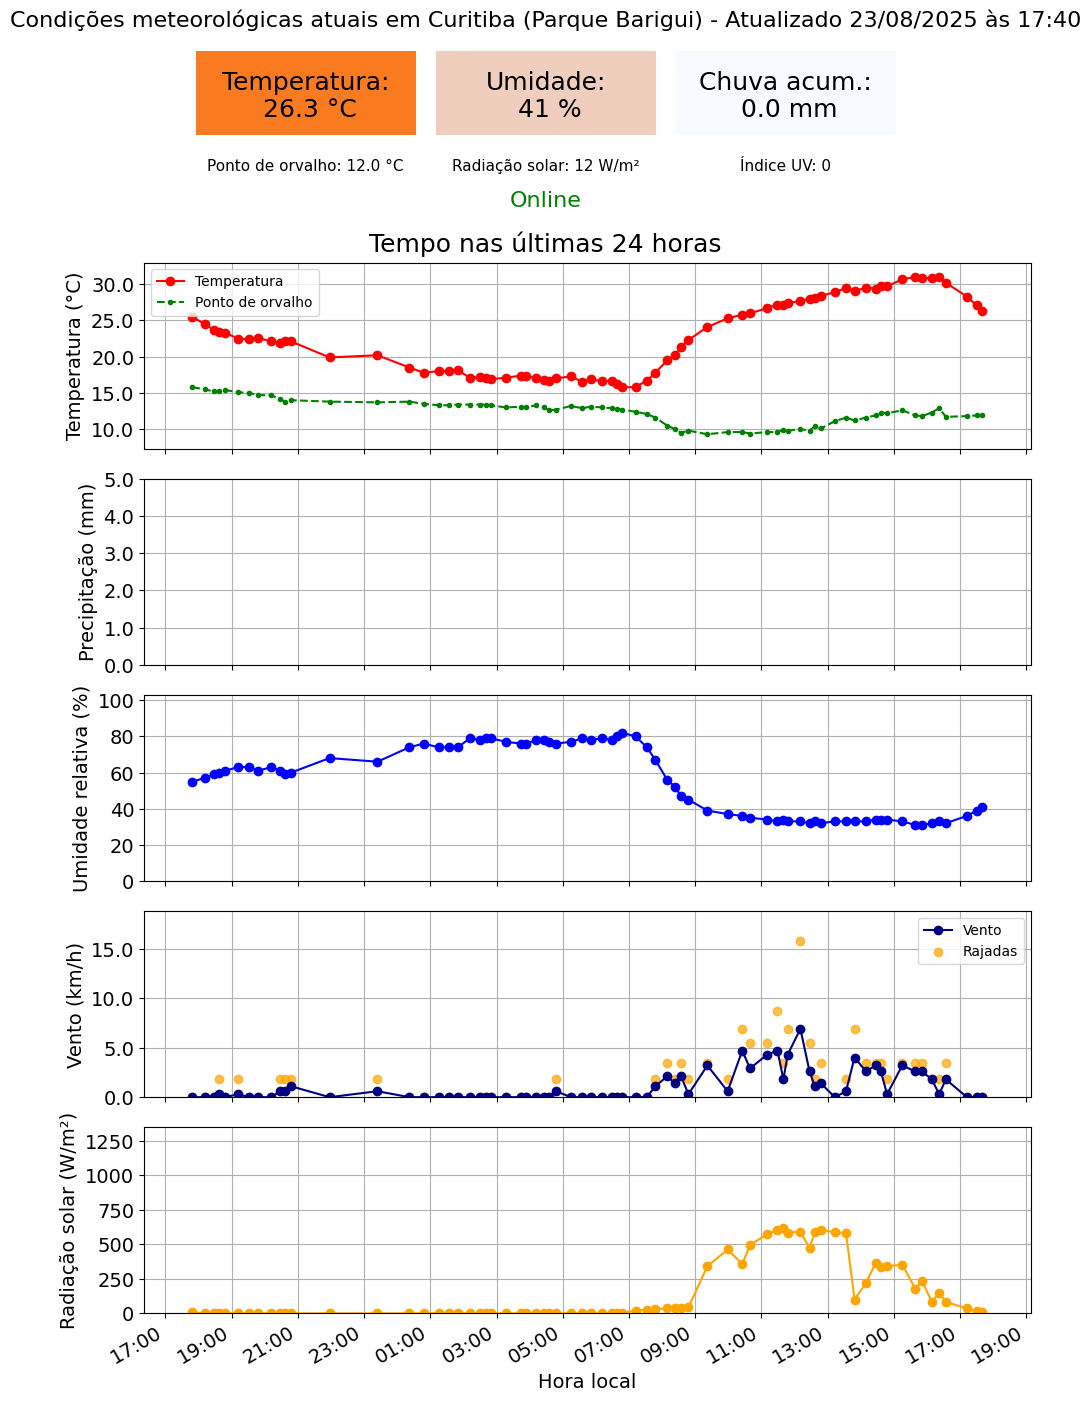 Condições meteorológicas atuais em Curitiba (Parque Barigui) - Atualizado 23/08/2025 às 17:40
Temperatura:
26.3 °C
Umidade:
41 %
Chuva acum.:
0.0 mm
Ponto de orvalho: 12.0 °C
Radiação solar: 12 W/m²
Índice UV: 0
Online
Tempo nas últimas 24 horas
Temperatura (°C)
30.0
25.0
20.0
15.0
10.0
Temperatura
Ponto de orvalho
Precipitação (mm)
5.0
4.0
3.0
2.0
1.0
0.0
Umidade relativa (%)
100
80
60
40
20
0
Vento (km/h)
15.0
10.0
5.0
0.0
Vento
Rajadas
Radiação solar (W/m²)
1250
1000
750
500
250
0
17:00
19:00
21:00
23:00
01:00
03:00
05:00
07:00
09:00
11:00
13:00
15:00
17:00
19:00
Hora local